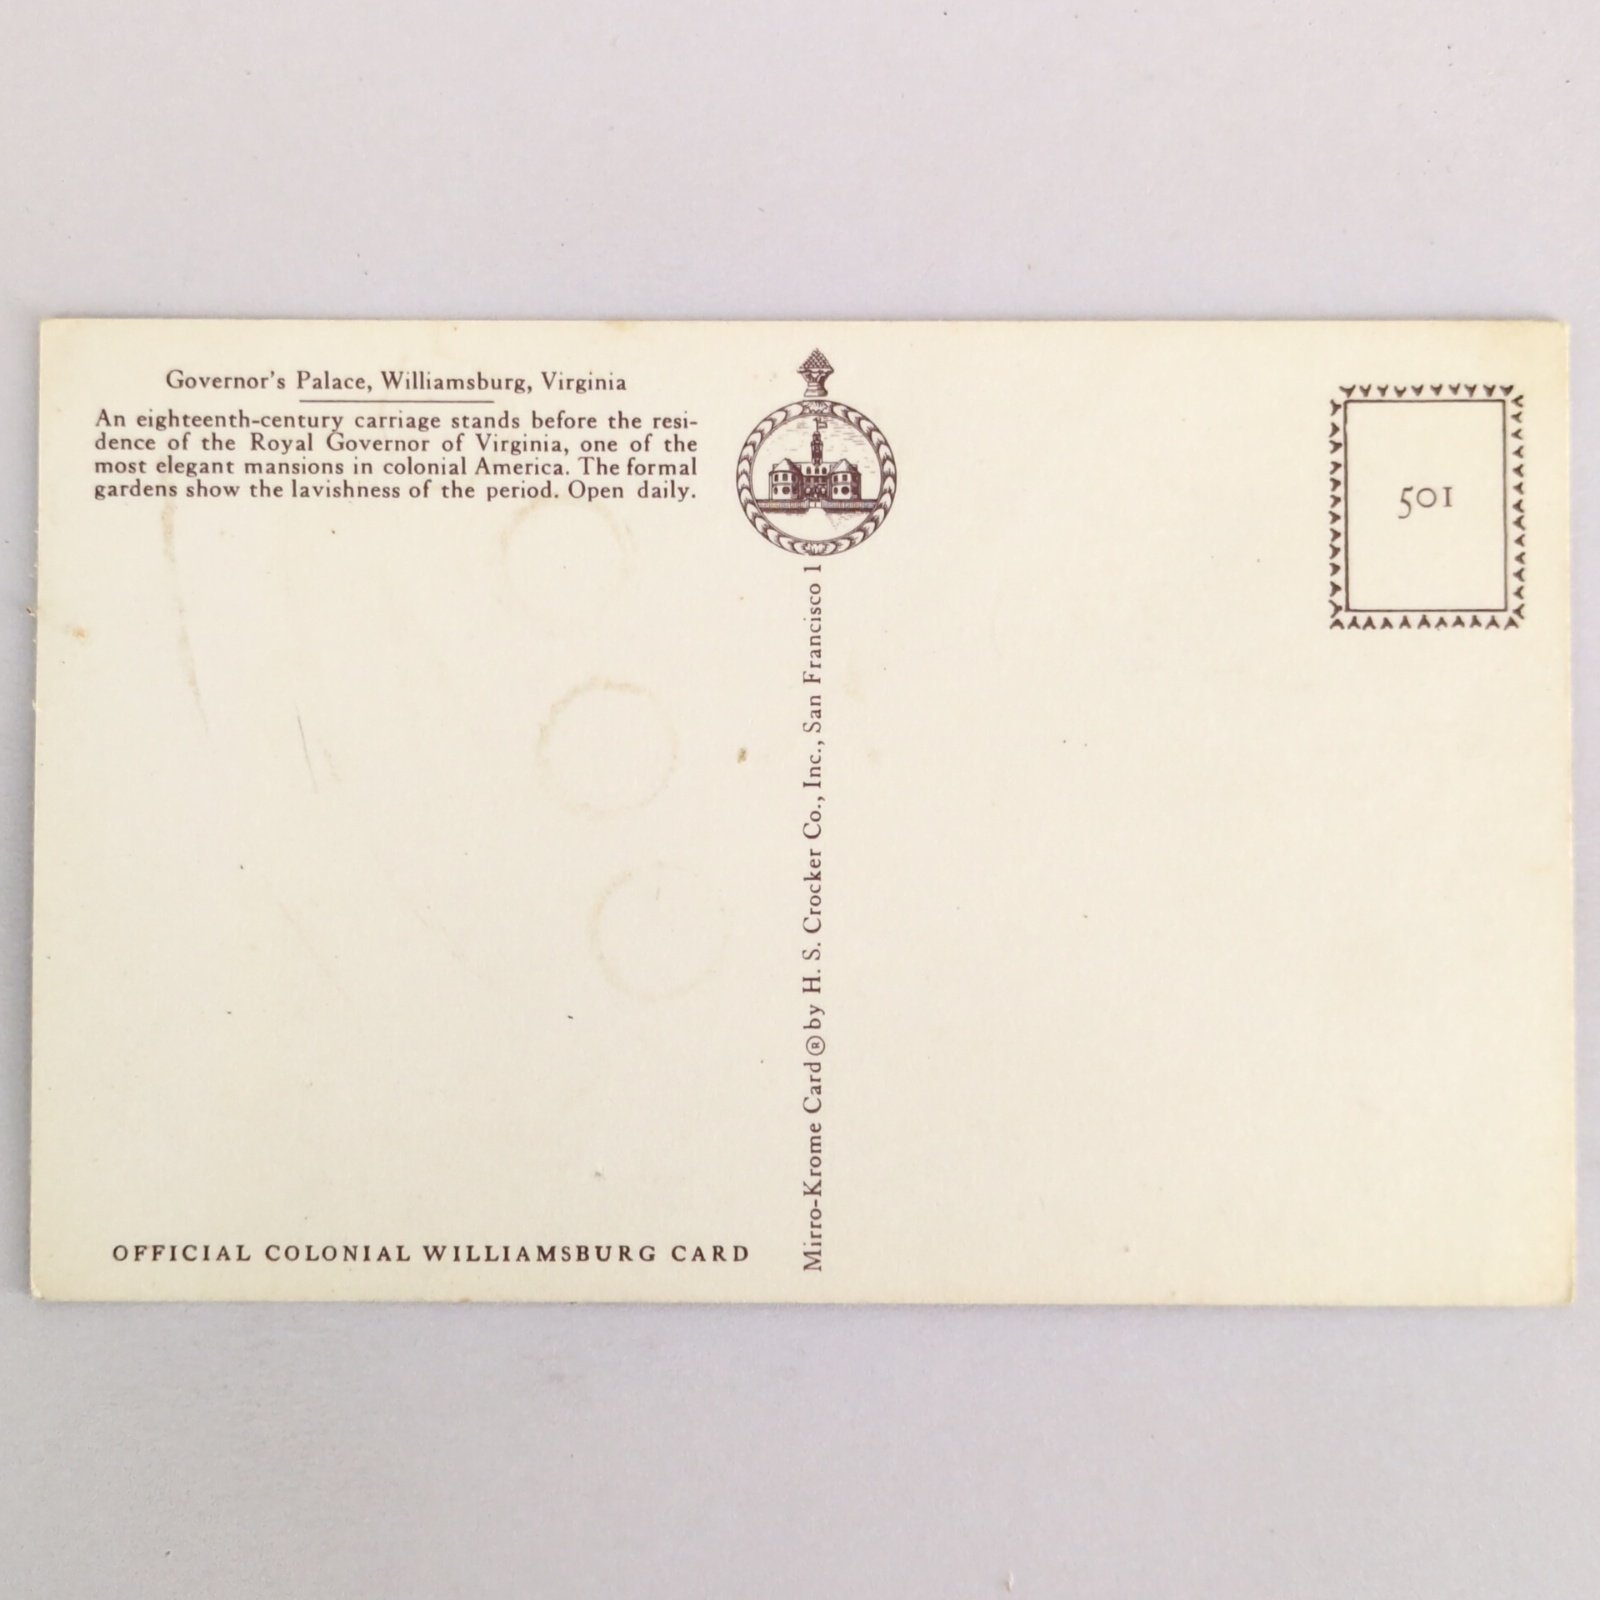 Governor's Palace, Williamsburg, Virginia
An eighteenth-century carriage stands before the resi-
dence of the Royal Governor of Virginia, one of the
most elegant mansions in colonial America. The formal
gardens show the lavishness of the period. Open daily.
OFFICIAL COLONIAL WILLIAMSBURG CARD
Mirro-Krome Card ® by H. S. Crocker Co., Inc., San Francisco 1
501